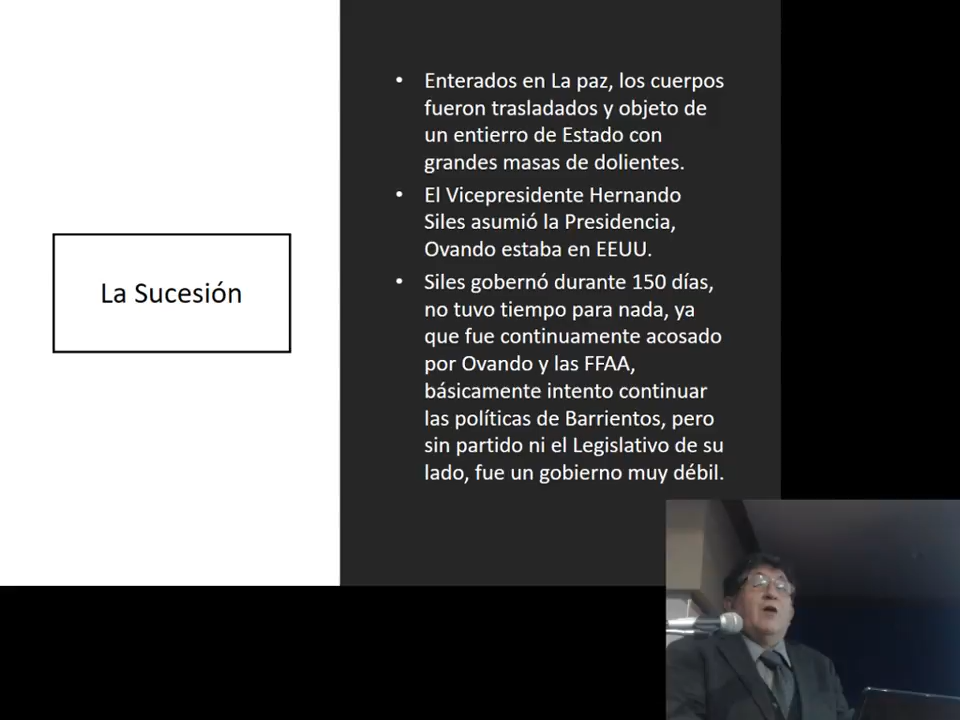 La Sucesión
• Enterados en La paz, los cuerpos
fueron trasladados y objeto de
un entierro de Estado con
grandes masas de dolientes.
• El Vicepresidente Hernando
Siles asumió la Presidencia,
Ovando estaba en EEUU.
• Siles gobernó durante 150 días,
no tuvo tiempo para nada, ya
que fue continuamente acosado
por Ovando y las FFAA,
básicamente intento continuar
las políticas de Barrientos, pero
sin partido ni el Legislativo de su
lado, fue un gobierno muy débil.